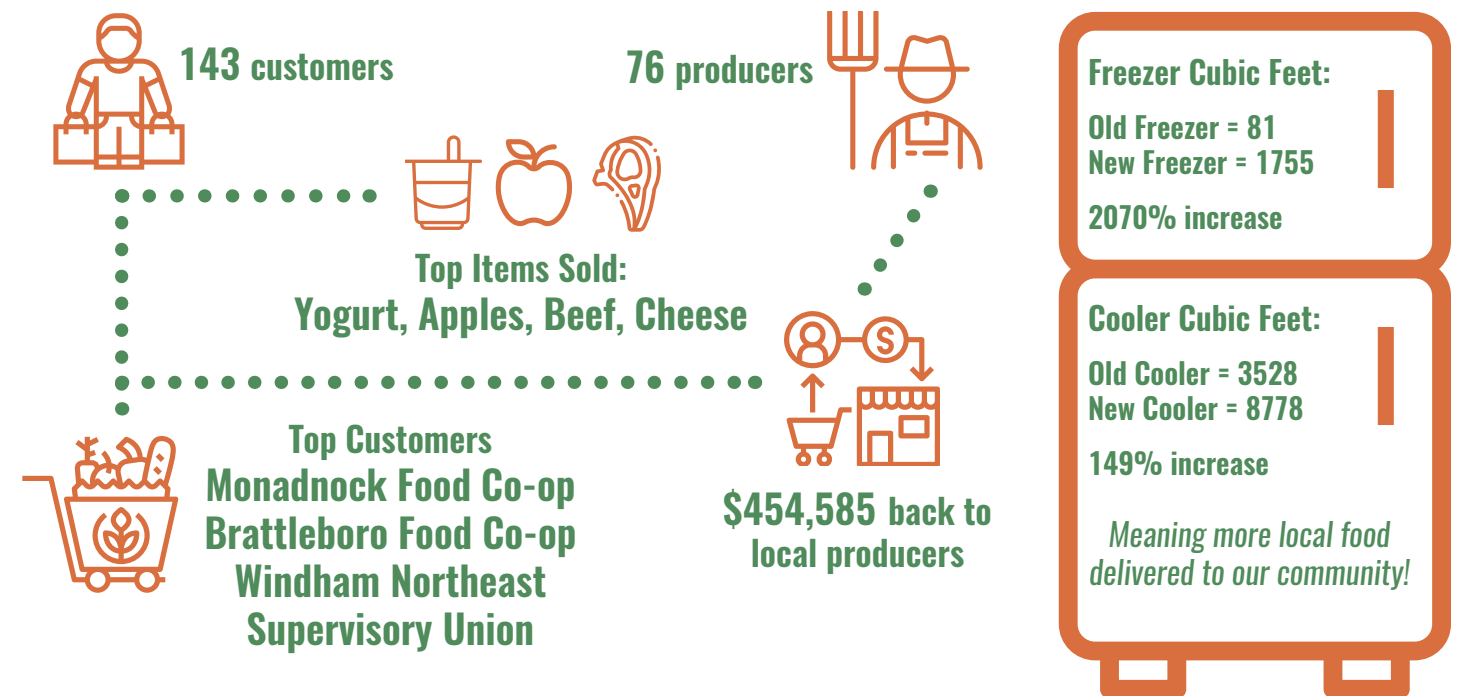 143 customers
76 producers
Top Items Sold:
Yogurt, Apples, Beef, Cheese
Top Customers
Monadnock Food Co-op
Brattleboro Food Co-op
Windham Northeast
Supervisory Union
S
$454,585 back to
local producers
Freezer Cubic Feet:
Old Freezer = 81
New Freezer = 1755
2070% increase
Cooler Cubic Feet:
Old Cooler = 3528
New Cooler = 8778
149% increase
Meaning more local food
delivered to our community!